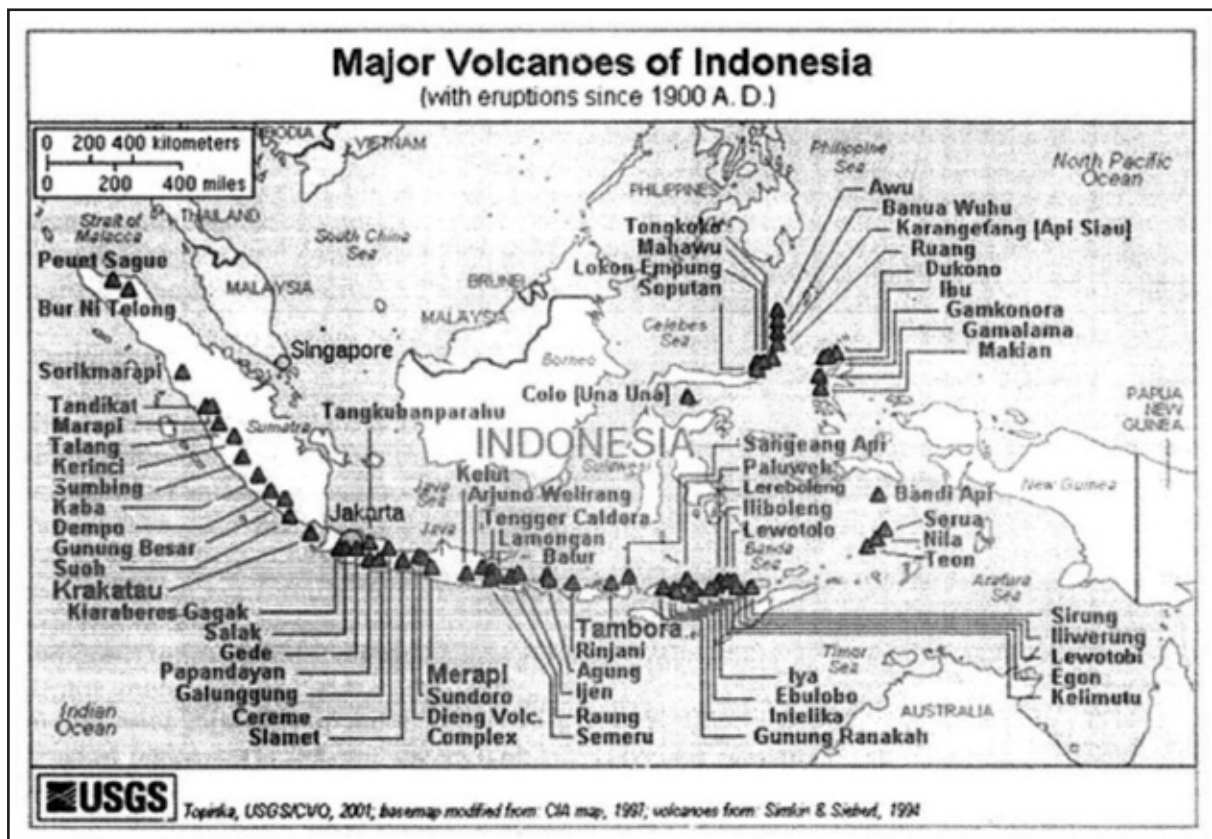 Major Volcanoes of Indonesia
(with eruptions since 1900 A. D.)
0 200 400 kilometers
0 200 400 miles
VIETNAM
THAILAND
Strait of
Malacca
South China
Sea
Philippine
Sea
North Pacific
Ocean
PHILIPPINES
Awu
Banua Wuhu
Karangetang [Api Siau]
Ruang
Dukono
Ibu
Gamkonora
Gamalama
Makian
Tongkoko
Mahawu
Lokon Empung
Soputan
Peuet Sague
Bur Ni Telong
MALAYSIA
BRUNEI
MALAYSIA
Celebes
Sea
Singapore
Borneo
Sorikmarapi
Colo [Una Una]
PAPUA
NEW
GUINEA
Tandikat
Marapi
Talang
Kerinci
Sumbing
Kaba
Dempo
Gunung Besar
Suoh
Krakatau
Sumatra
Tangkubanparahu
INDONESIA
Sulawesi
New Guinea
Sangeang Api
Paluweh
Lereboleng
Iliboleng
Lewotolo
Bandi Api
Serua
Nila
Teon
Kelut
Arjuno Welirang
Tengger Caldera
Lamongan
Batur
Java
Sea
Java
Jakarta
Banda
Sea
Arafura
Sea
Kiaraberes Gagak
Salak
Gede
Papandayan
Galunggung
Cereme
Slamet
Merapi
Sundoro
Dieng Volc.
Complex
Tambora
Rinjani
Agung
Ijen
Raung
Semeru
Iya
Ebulobo
Inielika
Gunung Ranakah
Sirung
Iliwerung
Lewotobi
Egon
Kelimutu
Timor
Sea
AUSTRALIA
Indian
Ocean
USGS
Topinka, USGS/CVO, 2001; basemap modified from: CIA map, 1997; volcanoes from: Simkin & Siebert, 1994